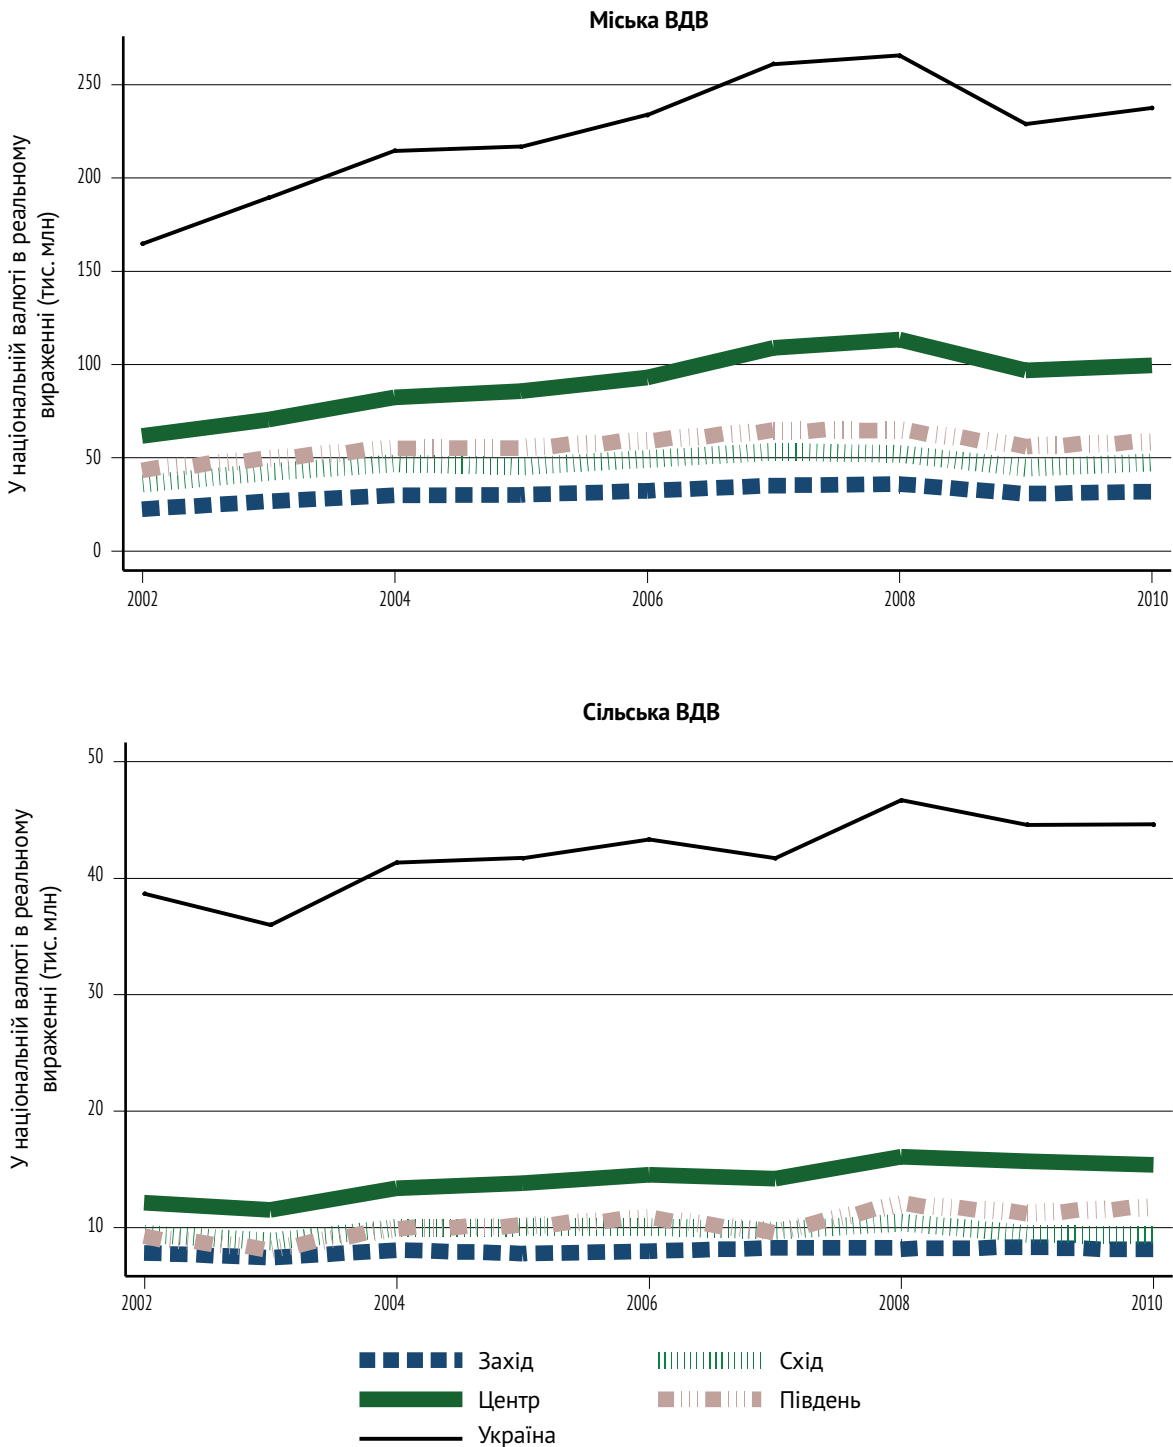 Міська ВДВ
У національній валюті в реальному
вираженні (тис. млн)
250
200
150
100
50
0
2002 2004 2006 2008 2010
Сільська ВДВ
У національній валюті в реальному
вираженні (тис. млн)
50
40
30
20
10
2002 2004 2006 2008 2010
Захід Схід
Центр Південь
Україна